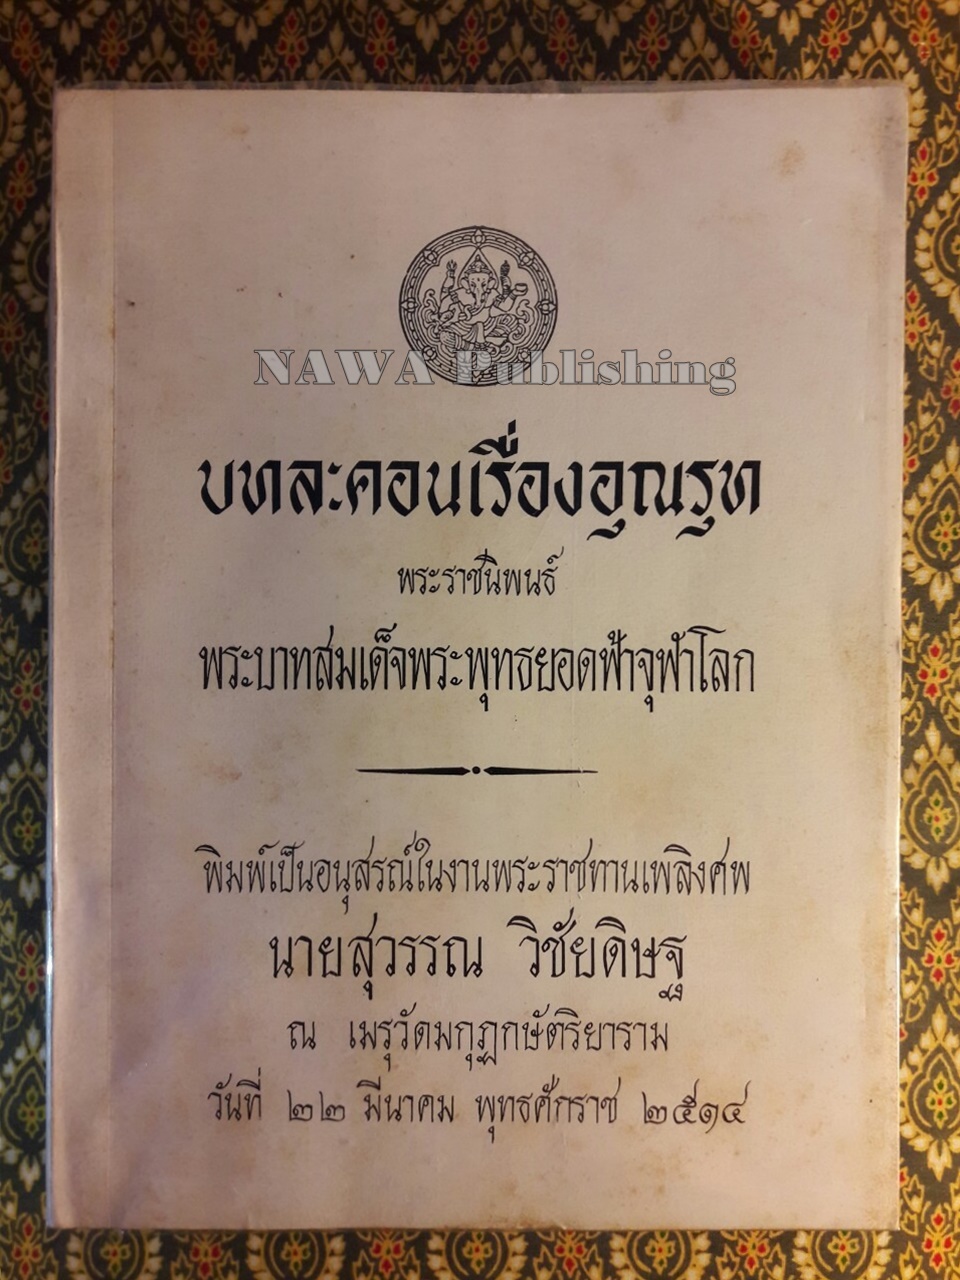 NAWA Publishing
บทละคอนเรื่องอุณรุท
พระราชนิพนธ์
พระบาทสมเด็จพระพุทธยอดฟ้าจุฬาโลก
พิมพ์เป็นอนุสรณ์ในงานพระราชทานเพลิงศพ
นายสุวรรณ วิชัยดิษฐ
ณ เมรุวัดมกุฏกษัตริยาราม
วันที่ ๒๒ มีนาคม พุทธศักราช ๒๕๑๔